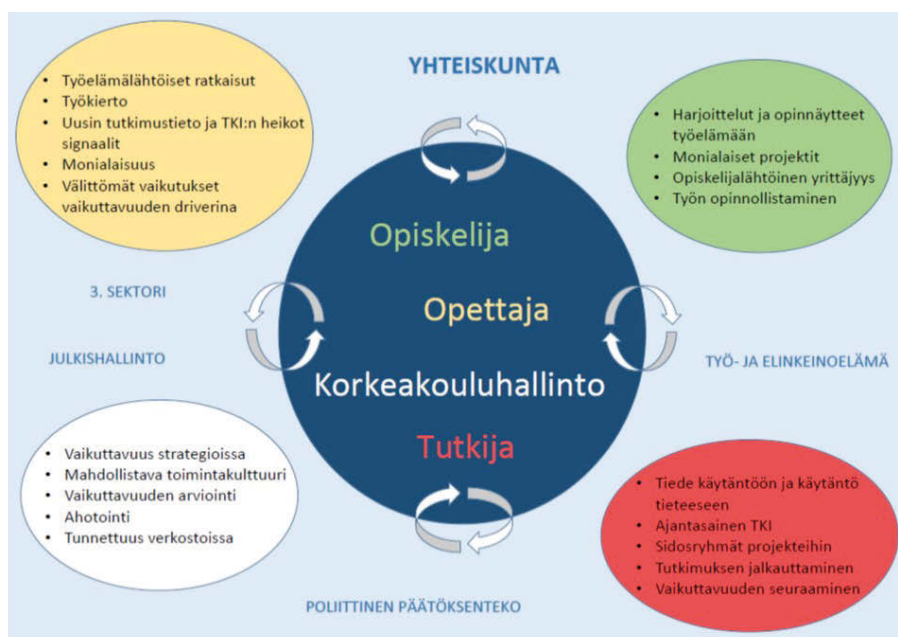 YHTEISKUNTA
• Työelämälähtöiset ratkaisut
• Työkierto
• Uusin tutkimustieto ja TKI:n heikot
signaalit
• Monialaisuus
• Välittömät vaikutukset
vaikuttavuuden driverina
• Harjoittelut ja opinnäytteet
työelämään
• Monialaiset projektit
• Opiskelijalähtöinen yrittäjyys
• Työn opinnollistaminen
Opiskelija
Opettaja
Korkeakouluhallinto
Tutkija
3. SEKTORI
JULKISHALLINTO
TYÖ- JA ELINKEINOELÄMÄ
• Vaikuttavuus strategioissa
• Mahdollistava toimintakulttuuri
• Vaikuttavuuden arviointi
• Ahotointi
• Tunnettuus verkostoissa
• Tiede käytäntöön ja käytäntö
tieteeseen
• Ajantasainen TKI
• Sidosryhmät projekteihin
• Tutkimuksen jalkauttaminen
• Vaikuttavuuden seuraaminen
POLIITTINEN PÄÄTÖKSENTEKO